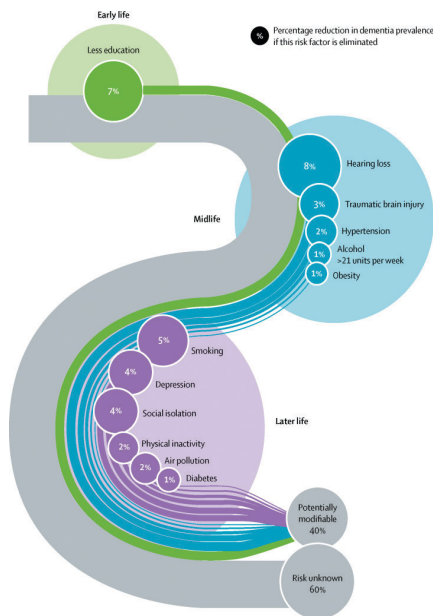 Early life
% Percentage reduction in dementia prevalence
if this risk factor is eliminated
Less education
7%
8%
Hearing loss
3%
Traumatic brain injury
Midlife
2%
Hypertension
1%
Alcohol
>21 units per week
1%
Obesity
5%
Smoking
4%
Depression
4%
Social isolation
Later life
2%
Physical inactivity
2%
Air pollution
1%
Diabetes
Potentially
modifiable
40%
Risk unknown
60%